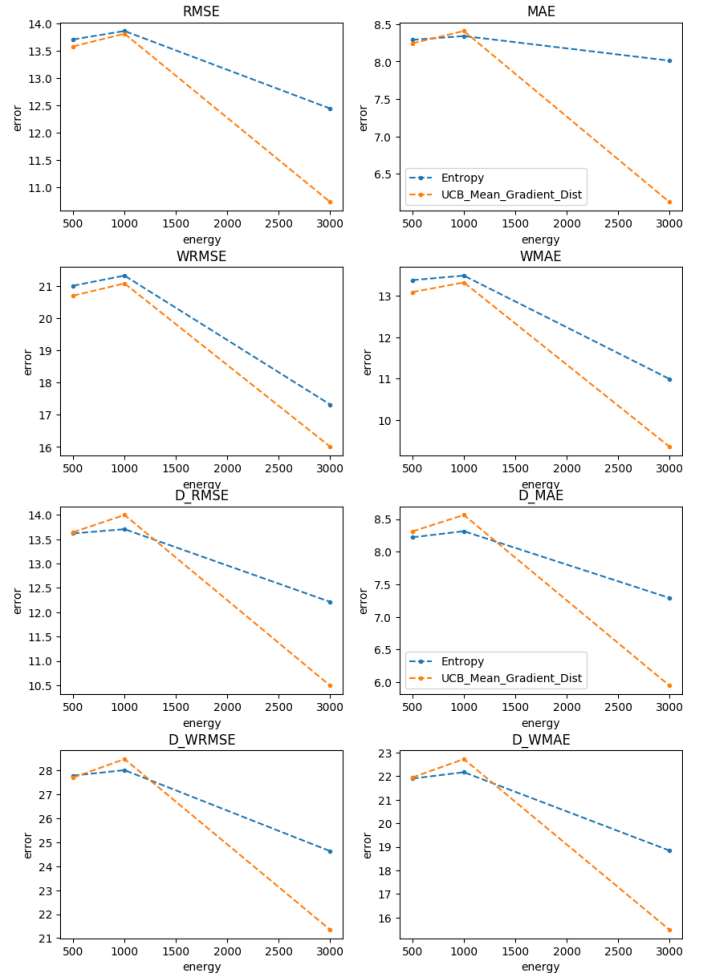 RMSE
14.0
13.5
13.0
12.5
12.0
11.5
11.0
error
500 1000 1500 2000 2500 3000
energy
MAE
8.5
8.0
7.5
7.0
6.5
error
Entropy
UCB_Mean_Gradient_Dist
500 1000 1500 2000 2500 3000
energy
WRMSE
21
20
19
18
17
16
error
500 1000 1500 2000 2500 3000
energy
WMAE
13
12
11
10
error
500 1000 1500 2000 2500 3000
energy
D_RMSE
14.0
13.5
13.0
12.5
12.0
11.5
11.0
10.5
error
500 1000 1500 2000 2500 3000
energy
D_MAE
8.5
8.0
7.5
7.0
6.5
6.0
error
Entropy
UCB_Mean_Gradient_Dist
500 1000 1500 2000 2500 3000
energy
D_WRMSE
28
27
26
25
24
23
22
21
error
500 1000 1500 2000 2500 3000
energy
D_WMAE
23
22
21
20
19
18
17
16
error
500 1000 1500 2000 2500 3000
energy